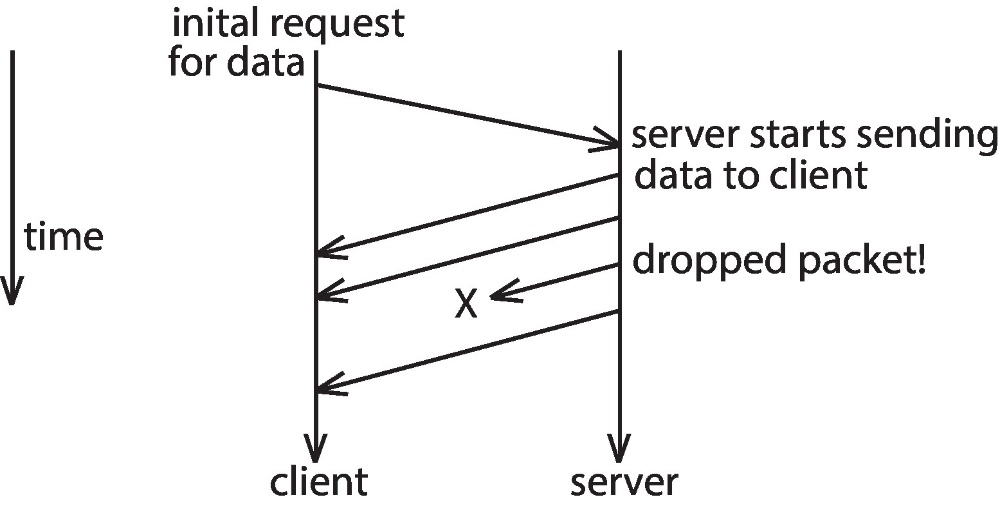 inital request
for data
server starts sending
data to client
time
dropped packet!
X
client
server